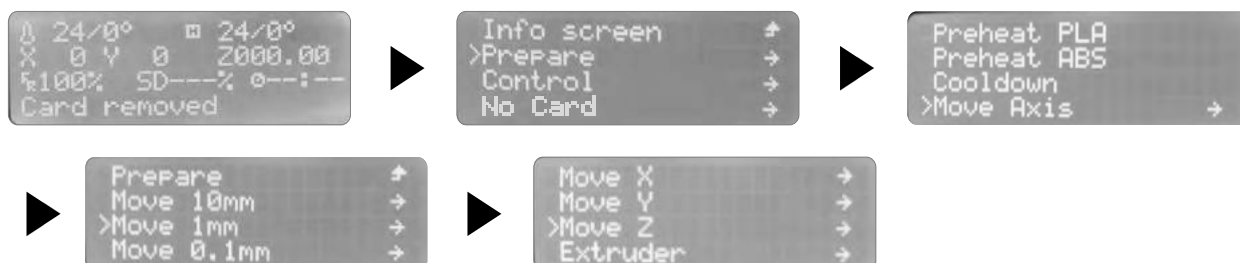 24/0° 24/0°
X 0 Y 0 Z000.00
100% SD---% --:--
Card removed
Info screen
>Prepare
Control
No Card
Preheat PLA
Preheat ABS
Cooldown
>Move Axis
Prepare
Move 10mm
>Move 1mm
Move 0.1mm
Move X
Move Y
>Move Z
Extruder